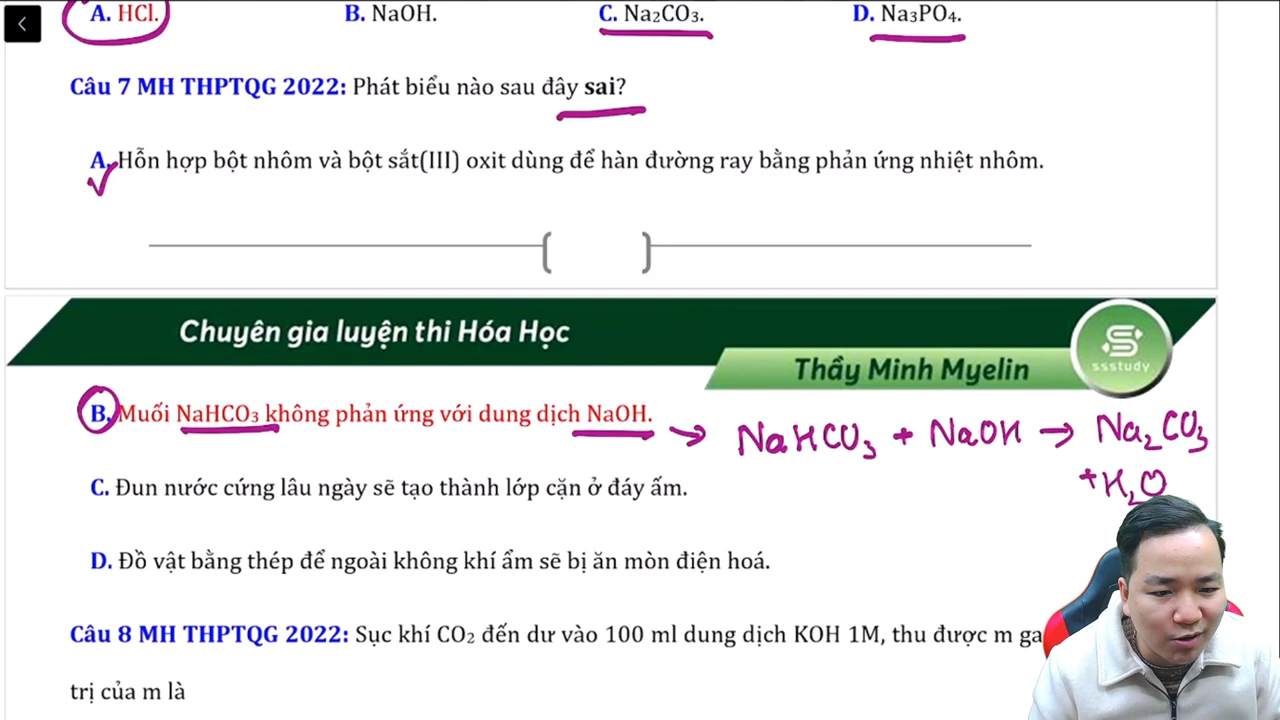 A. HCl. B. NaOH. C. Na₂CO₃. D. Na₃PO₄.
Câu 7 MH THPTQG 2022: Phát biểu nào sau đây sai?
A. Hỗn hợp bột nhôm và bột sắt(III) oxit dùng để hàn đường ray bằng phản ứng nhiệt nhôm.
Chuyên gia luyện thi Hóa Học
Thầy Minh Myelin
ssstudy
B. Muối NaHCO₃ không phản ứng với dung dịch NaOH.
→ NaHCO₃ + NaOH → Na₂CO₃
+ H₂O
C. Đun nước cứng lâu ngày sẽ tạo thành lớp cặn ở đáy ấm.
D. Đồ vật bằng thép để ngoài không khí ẩm sẽ bị ăn mòn điện hoá.
Câu 8 MH THPTQG 2022: Sục khí CO₂ đến dư vào 100 ml dung dịch KOH 1M, thu được m ga
trị của m là